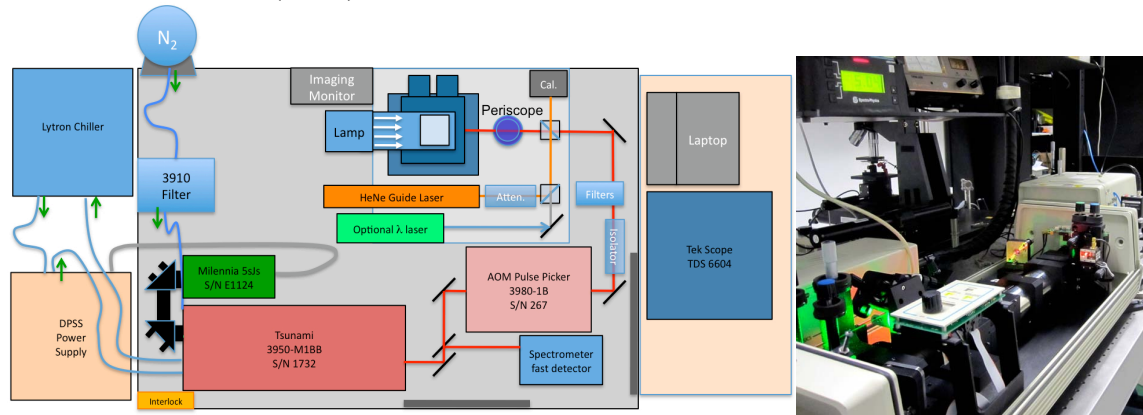 N2
Lytron Chiller
3910
Filter
DPSS
Power
Supply
Interlock
Imaging
Monitor
Lamp
Periscope
Cal.
HeNe Guide Laser
Atten.
Optional λ laser
Filters
Isolator
Milennia 5sJs
S/N E1124
Tsunami
3950-M1BB
S/N 1732
AOM Pulse Picker
3980-1B
S/N 267
Spectrometer
fast detector
Laptop
Tek Scope
TDS 6604
Spectra-Physics